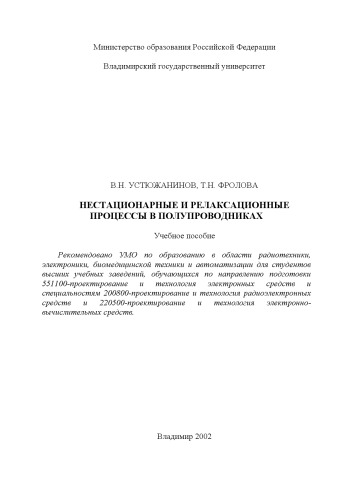 Министерство образования Российской Федерации
Владимирский государственный университет
В.Н. УСТЮЖАНИНОВ, Т.Н. ФРОЛОВА
НЕСТАЦИОНАРНЫЕ И РЕЛАКСАЦИОННЫЕ
ПРОЦЕССЫ В ПОЛУПРОВОДНИКАХ
Учебное пособие
Рекомендовано УМО по образованию в области радиотехники,
электроники, биомедицинской техники и автоматизации для студентов
высших учебных заведений, обучающихся по направлению подготовки
551100-проектирование и технология электронных средств и
специальностям 200800-проектирование и технология радиоэлектронных
средств и 220500-проектирование и технология электронно-
вычислительных средств.
Владимир 2002